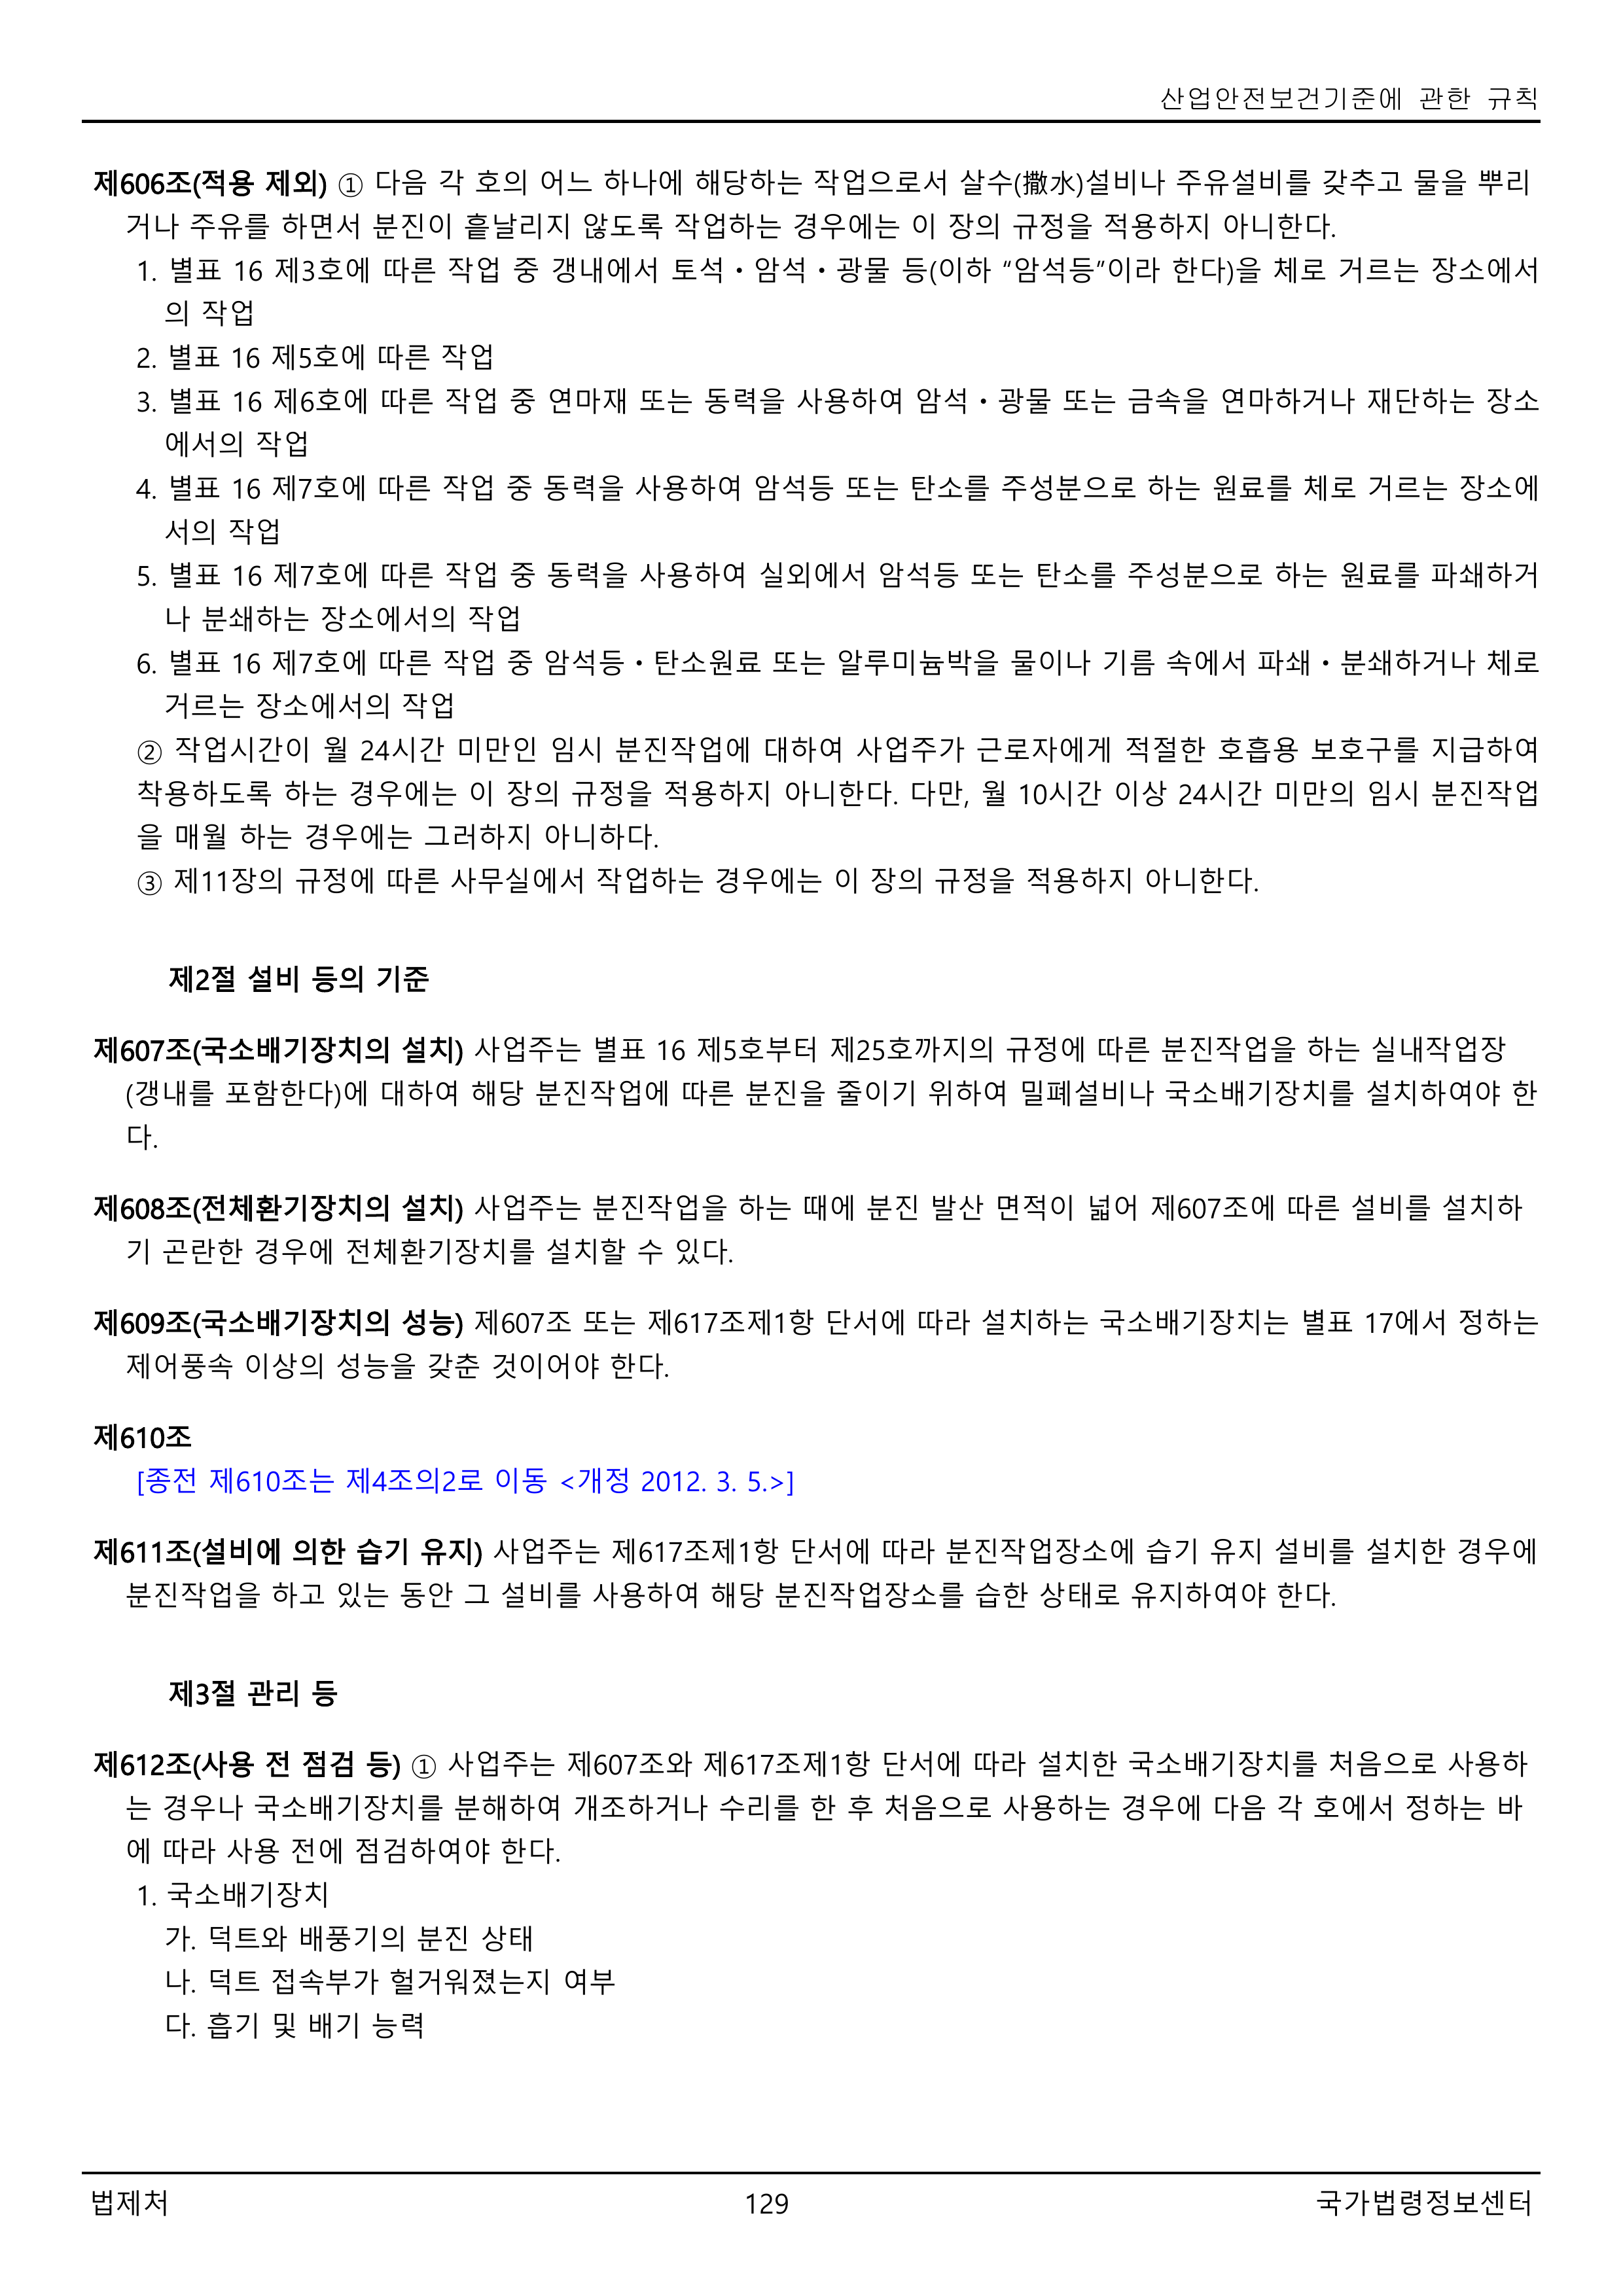 산업안전보건기준에 관한 규칙
제606조(적용 제외) ① 다음 각 호의 어느 하나에 해당하는 작업으로서 살수(撒水)설비나 주유설비를 갖추고 물을 뿌리
거나 주유를 하면서 분진이 흩날리지 않도록 작업하는 경우에는 이 장의 규정을 적용하지 아니한다.
1. 별표 16 제3호에 따른 작업 중 갱내에서 토석ㆍ암석ㆍ광물 등(이하 “암석등”이라 한다)을 체로 거르는 장소에서
의 작업
2. 별표 16 제5호에 따른 작업
3. 별표 16 제6호에 따른 작업 중 연마재 또는 동력을 사용하여 암석ㆍ광물 또는 금속을 연마하거나 재단하는 장소
에서의 작업
4. 별표 16 제7호에 따른 작업 중 동력을 사용하여 암석등 또는 탄소를 주성분으로 하는 원료를 체로 거르는 장소에
서의 작업
5. 별표 16 제7호에 따른 작업 중 동력을 사용하여 실외에서 암석등 또는 탄소를 주성분으로 하는 원료를 파쇄하거
나 분쇄하는 장소에서의 작업
6. 별표 16 제7호에 따른 작업 중 암석등ㆍ탄소원료 또는 알루미늄박을 물이나 기름 속에서 파쇄ㆍ분쇄하거나 체로
거르는 장소에서의 작업
② 작업시간이 월 24시간 미만인 임시 분진작업에 대하여 사업주가 근로자에게 적절한 호흡용 보호구를 지급하여
착용하도록 하는 경우에는 이 장의 규정을 적용하지 아니한다. 다만, 월 10시간 이상 24시간 미만의 임시 분진작업
을 매월 하는 경우에는 그러하지 아니하다.
③ 제11장의 규정에 따른 사무실에서 작업하는 경우에는 이 장의 규정을 적용하지 아니한다.
제2절 설비 등의 기준
제607조(국소배기장치의 설치) 사업주는 별표 16 제5호부터 제25호까지의 규정에 따른 분진작업을 하는 실내작업장
(갱내를 포함한다)에 대하여 해당 분진작업에 따른 분진을 줄이기 위하여 밀폐설비나 국소배기장치를 설치하여야 한
다.
제608조(전체환기장치의 설치) 사업주는 분진작업을 하는 때에 분진 발산 면적이 넓어 제607조에 따른 설비를 설치하
기 곤란한 경우에 전체환기장치를 설치할 수 있다.
제609조(국소배기장치의 성능) 제607조 또는 제617조제1항 단서에 따라 설치하는 국소배기장치는 별표 17에서 정하는
제어풍속 이상의 성능을 갖춘 것이어야 한다.
제610조
[종전 제610조는 제4조의2로 이동 <개정 2012. 3. 5.>]
제611조(설비에 의한 습기 유지) 사업주는 제617조제1항 단서에 따라 분진작업장소에 습기 유지 설비를 설치한 경우에
분진작업을 하고 있는 동안 그 설비를 사용하여 해당 분진작업장소를 습한 상태로 유지하여야 한다.
제3절 관리 등
제612조(사용 전 점검 등) ① 사업주는 제607조와 제617조제1항 단서에 따라 설치한 국소배기장치를 처음으로 사용하
는 경우나 국소배기장치를 분해하여 개조하거나 수리를 한 후 처음으로 사용하는 경우에 다음 각 호에서 정하는 바
에 따라 사용 전에 점검하여야 한다.
1. 국소배기장치
가. 덕트와 배풍기의 분진 상태
나. 덕트 접속부가 헐거워졌는지 여부
다. 흡기 및 배기 능력
법제처 129 국가법령정보센터